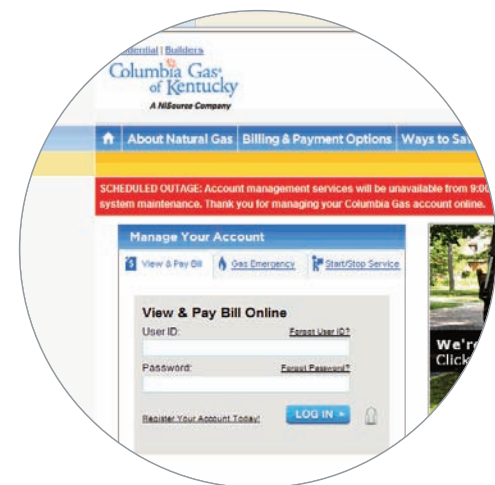 dential | Builders
Columbia Gas®
of Kentucky
A NiSource Company
About Natural Gas Billing & Payment Options Ways to Sav
SCHEDULED OUTAGE: Account management services will be unavailable from 9:00
system maintenance. Thank you for managing your Columbia Gas account online.
Manage Your Account
View & Pay Bill Gas Emergency Start/Stop Service
View & Pay Bill Online
User ID: Forgot User ID?
Password: Forgot Password?
Register Your Account Today!
LOG IN
We're
Click